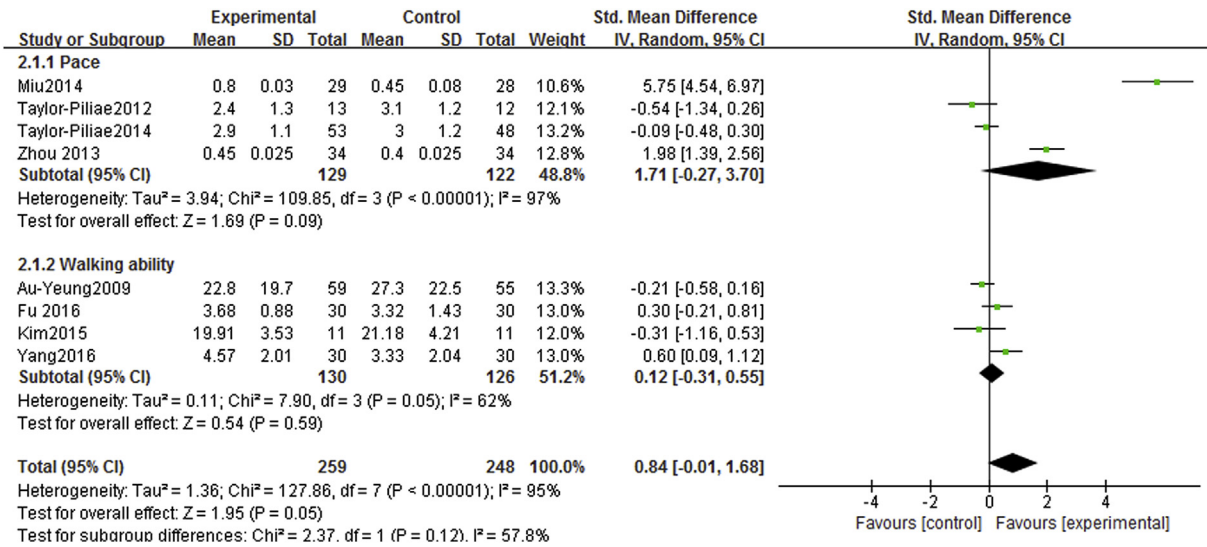 Experimental Control Std. Mean Difference Std. Mean Difference
Study or Subgroup Mean SD Total Mean SD Total Weight IV, Random, 95% CI IV, Random, 95% CI
2.1.1 Pace
Miu2014 0.8 0.03 29 0.45 0.08 28 10.6% 5.75 [4.54, 6.97]
Taylor-Piliae2012 2.4 1.3 13 3.1 1.2 12 12.1% -0.54 [-1.34, 0.26]
Taylor-Piliae2014 2.9 1.1 53 3 1.2 48 13.2% -0.09 [-0.48, 0.30]
Zhou 2013 0.45 0.025 34 0.4 0.025 34 12.8% 1.98 [1.39, 2.56]
Subtotal (95% CI) 129 122 48.8% 1.71 [-0.27, 3.70]
Heterogeneity: Tau² = 3.94; Chi² = 109.85, df = 3 (P < 0.00001); I² = 97%
Test for overall effect: Z = 1.69 (P = 0.09)
2.1.2 Walking ability
Au-Yeung2009 22.8 19.7 59 27.3 22.5 55 13.3% -0.21 [-0.58, 0.16]
Fu 2016 3.68 0.88 30 3.32 1.43 30 13.0% 0.30 [-0.21, 0.81]
Kim2015 19.91 3.53 11 21.18 4.21 11 12.0% -0.31 [-1.16, 0.53]
Yang2016 4.57 2.01 30 3.33 2.04 30 13.0% 0.60 [0.09, 1.12]
Subtotal (95% CI) 130 126 51.2% 0.12 [-0.31, 0.55]
Heterogeneity: Tau² = 0.11; Chi² = 7.90, df = 3 (P = 0.05); I² = 62%
Test for overall effect: Z = 0.54 (P = 0.59)
Total (95% CI) 259 248 100.0% 0.84 [-0.01, 1.68]
Heterogeneity: Tau² = 1.36; Chi² = 127.86, df = 7 (P < 0.00001); I² = 95%
Test for overall effect: Z = 1.95 (P = 0.05)
Test for subgroup differences: Chi² = 2.37, df = 1 (P = 0.12), I² = 57.8%
-4 -2 0 2 4
Favours [control] Favours [experimental]